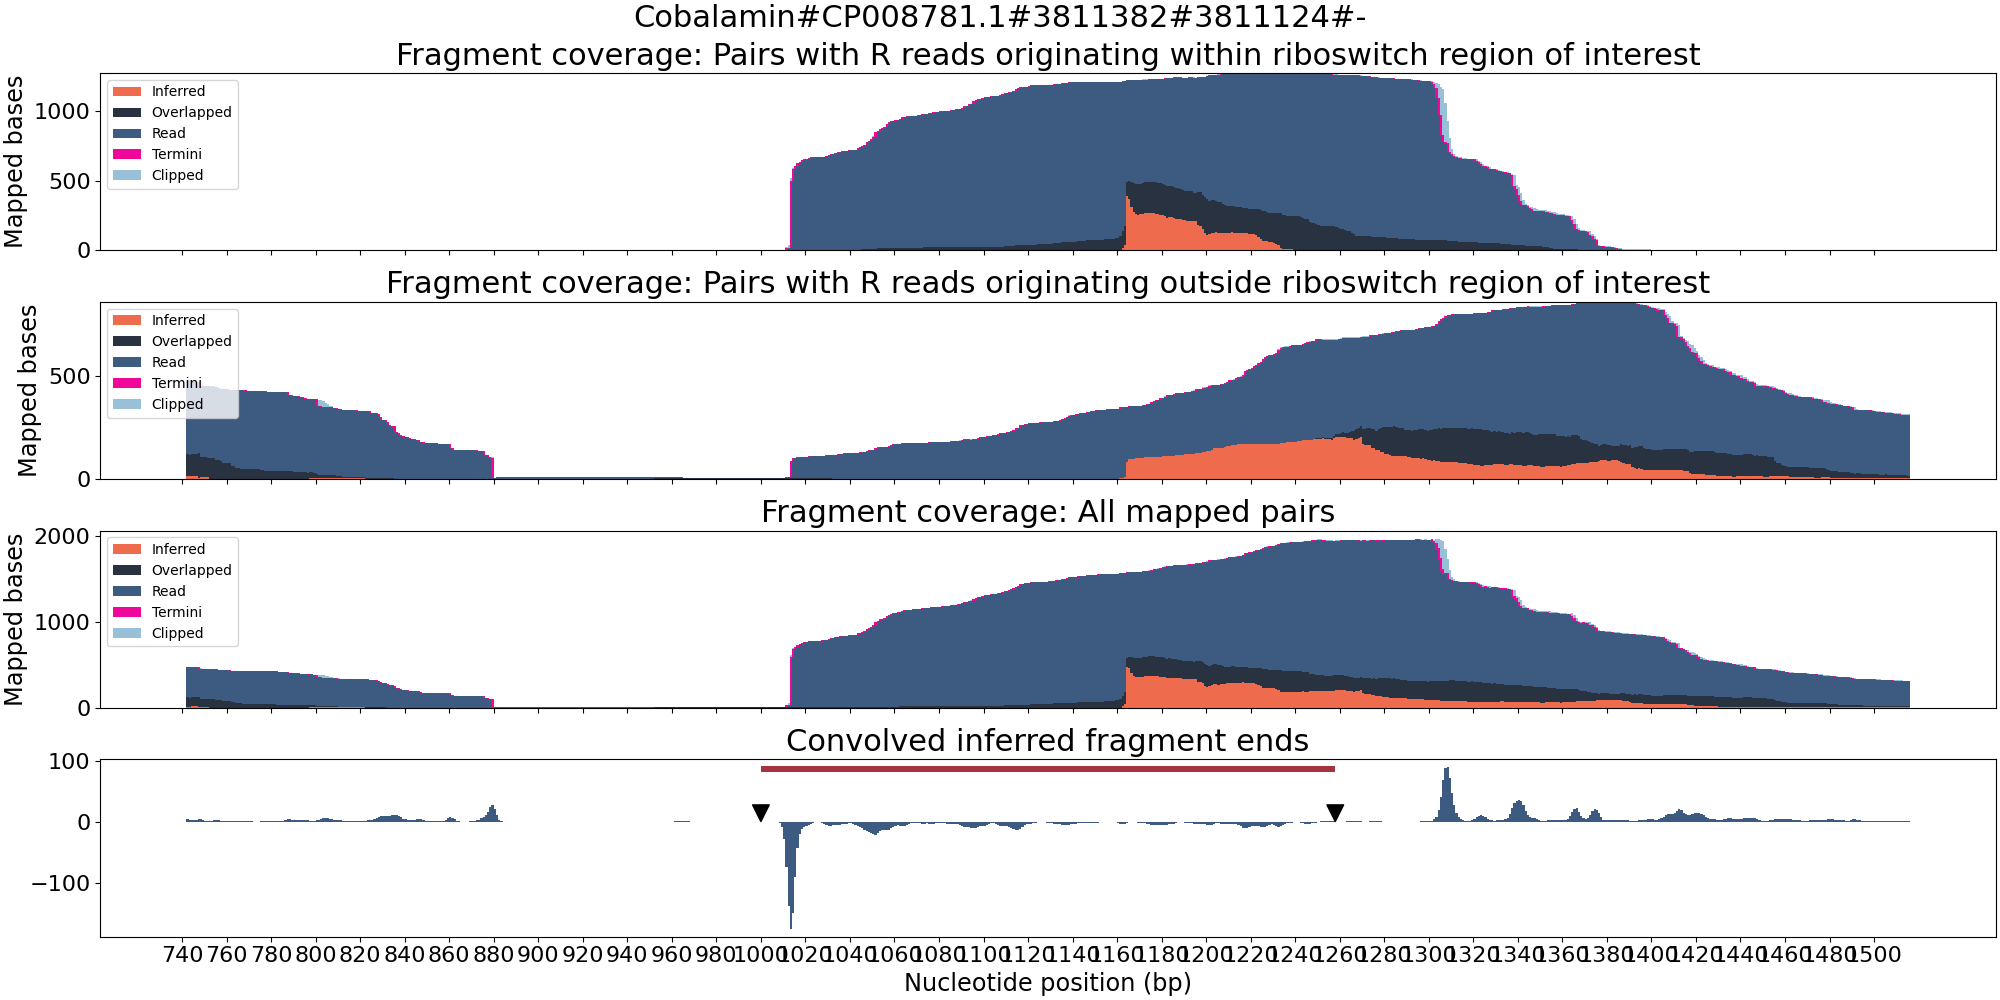 Cobalamin#CP008781.1#3811382#3811124#-
Fragment coverage: Pairs with R reads originating within riboswitch region of interest
Mapped bases
1000
500
0
Inferred
Overlapped
Read
Termini
Clipped
Fragment coverage: Pairs with R reads originating outside riboswitch region of interest
Mapped bases
500
0
Inferred
Overlapped
Read
Termini
Clipped
Fragment coverage: All mapped pairs
Mapped bases
2000
1000
0
Inferred
Overlapped
Read
Termini
Clipped
Convolved inferred fragment ends
100
0
−100
740 760 780 800 820 840 860 880 900 920 940 960 980 1000 1020 1040 1060 1080 1100 1120 1140 1160 1180 1200 1220 1240 1260 1280 1300 1320 1340 1360 1380 1400 1420 1440 1460 1480 1500
Nucleotide position (bp)